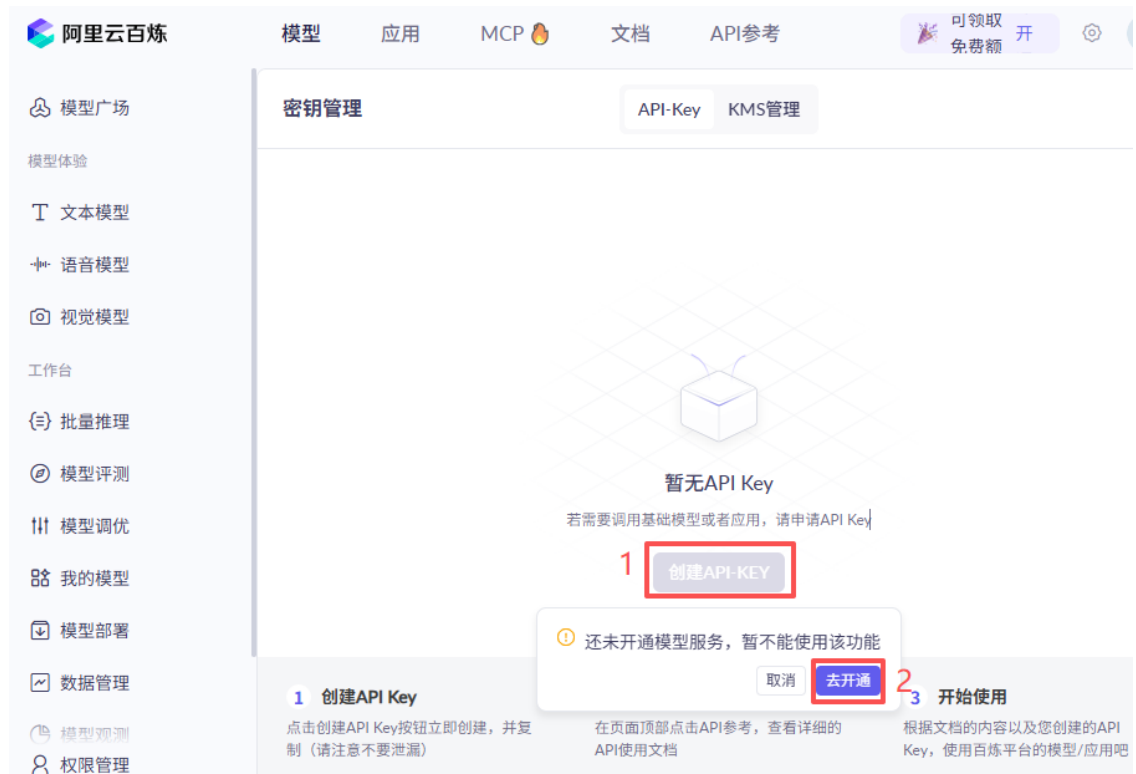 阿里云百炼
模型
应用
MCP
文档
API参考
可领取
免费额
开
模型广场
模型体验
文本模型
语音模型
视觉模型
工作台
批量推理
模型评测
模型调优
我的模型
模型部署
数据管理
模型观测
权限管理
密钥管理
API-Key
KMS管理
暂无API Key
若需要调用基础模型或者应用，请申请API Key
1
创建API-KEY
还未开通模型服务，暂不能使用该功能
取消
去开通
2
1 创建API Key
点击创建API Key按钮立即创建，并复
制（请注意不要泄漏）
在页面顶部点击API参考，查看详细的
API使用文档
3 开始使用
根据文档的内容以及您创建的API
Key，使用百炼平台的模型/应用吧